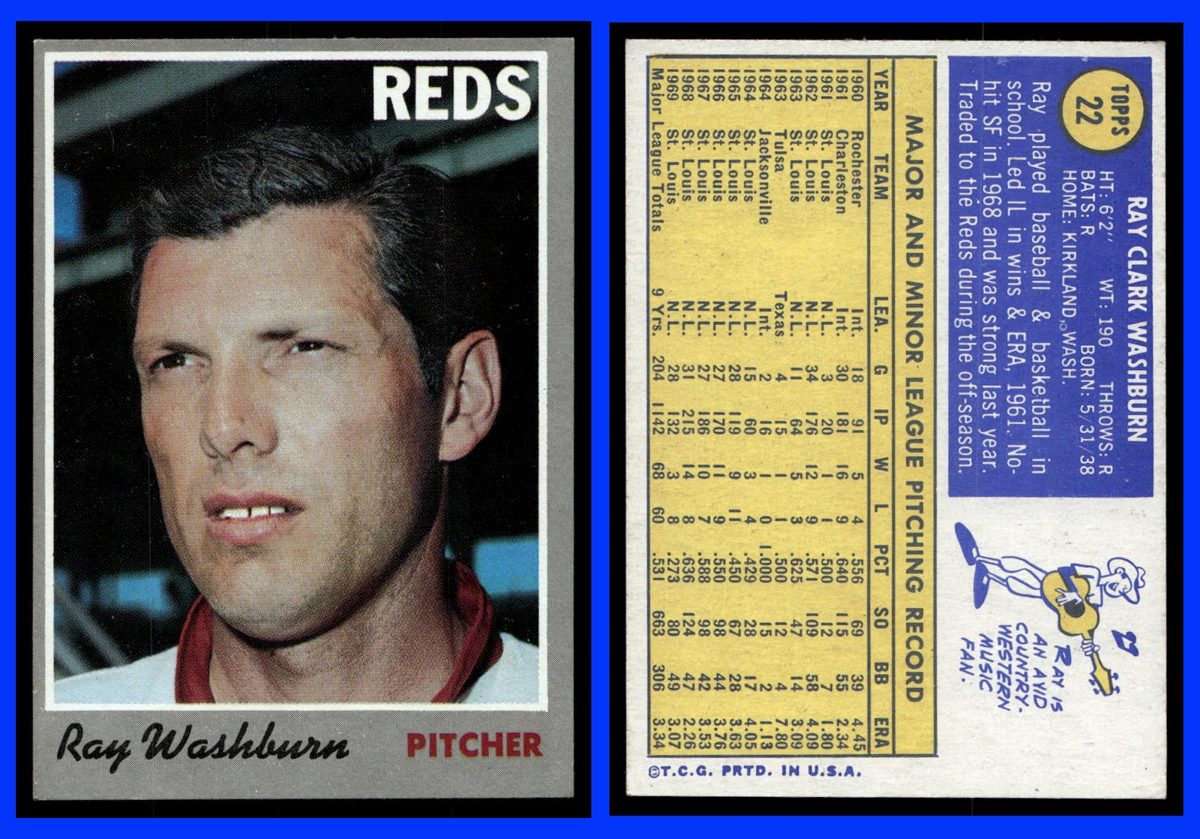 REDS
Ray Washburn
PITCHER
TOPPS
22
RAY CLARK WASHBURN
HT: 6'2" WT: 190 THROWS: R
BATS: R BORN: 5/31/38
HOME: KIRKLAND, WASH.
Ray played baseball & basketball in
school. Led IL in wins & ERA, 1961. No-
hit SF in 1968 and was strong last year.
Traded to the Reds during the off-season.
RAY IS
AN AVID
COUNTRY-
WESTERN
MUSIC
FAN.
MAJOR AND MINOR LEAGUE PITCHING RECORD
YEAR TEAM LEA. G IP W L PCT SO BB ERA
1960 Rochester Int. 18 91 5 4 .556 69 39 4.45
1961 Charleston Int. 30 181 16 9 .640 115 55 2.34
1961 St. Louis N.L. 3 20 1 1 .500 12 7 1.80
1962 St. Louis N.L. 34 176 12 9 .571 109 58 4.09
1963 St. Louis N.L. 11 64 5 3 .625 47 14 3.09
1963 Tulsa Texas 4 15 1 1 .500 12 4 7.80
1964 Jacksonville Int. 2 16 1 0 1.000 15 2 1.13
1964 St. Louis N.L. 15 60 3 4 .429 28 17 4.05
1965 St. Louis N.L. 28 119 9 11 .450 67 28 3.63
1966 St. Louis N.L. 27 170 11 9 .550 98 44 3.76
1967 St. Louis N.L. 27 186 10 7 .588 98 42 3.53
1968 St. Louis N.L. 31 215 14 8 .636 124 47 2.26
1969 St. Louis N.L. 28 132 3 8 .273 80 49 3.07
Major League Totals 9 Yrs. 204 1142 68 60 .531 663 306 3.34
©T.C.G. PRTD. IN U.S.A.